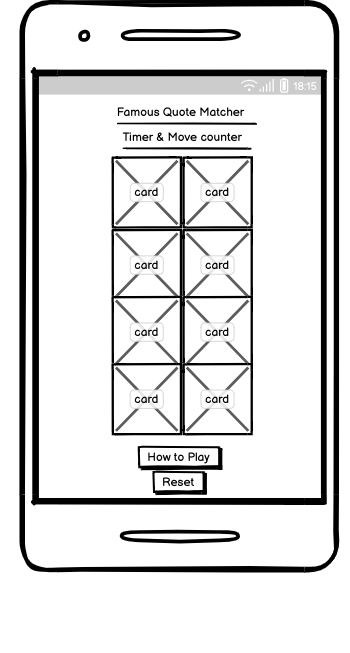 18:15
Famous Quote Matcher
Timer & Move counter
card card
card card
card card
card card
How to Play
Reset